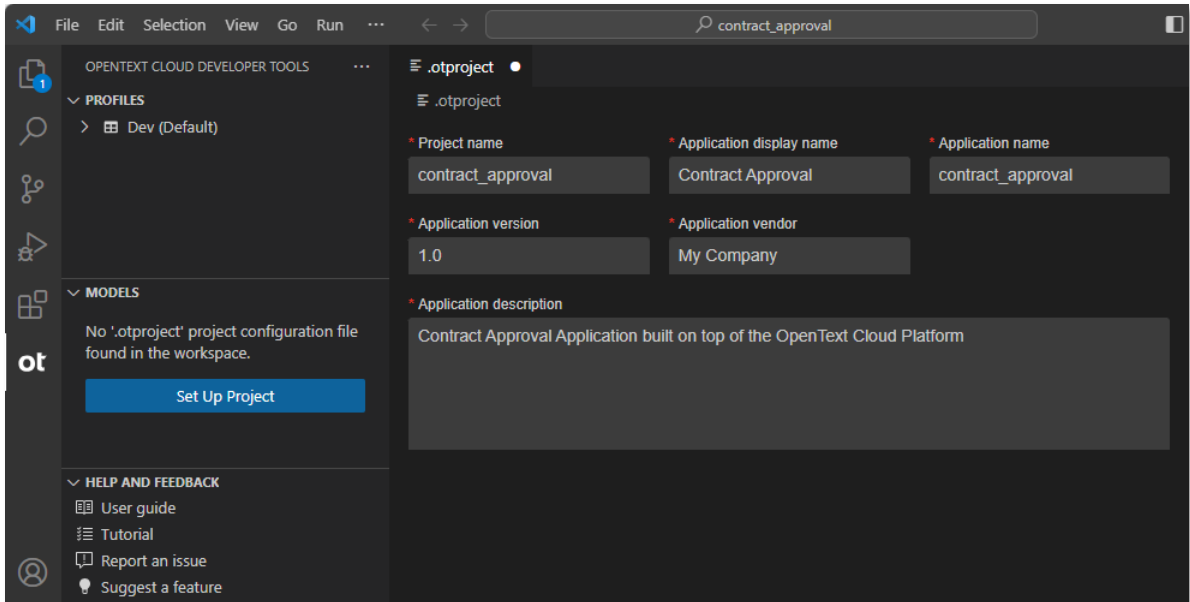 File Edit Selection View Go Run ··· contract_approval
OPENTEXT CLOUD DEVELOPER TOOLS ···
PROFILES
Dev (Default)
MODELS
No '.otproject' project configuration file
found in the workspace.
Set Up Project
HELP AND FEEDBACK
User guide
Tutorial
Report an issue
Suggest a feature
1
ot
.otproject
.otproject
* Project name
contract_approval
* Application display name
Contract Approval
* Application name
contract_approval
* Application version
1.0
* Application vendor
My Company
* Application description
Contract Approval Application built on top of the OpenText Cloud Platform